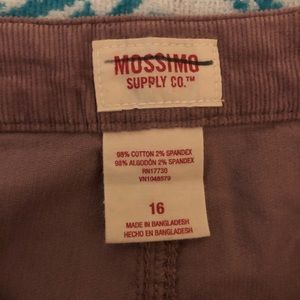 MOSSIMO
SUPPLY CO.™
98% COTTON 2% SPANDEX
98% ALGODÓN 2% SPANDEX
RN17730
VN1048579
16
MADE IN BANGLADESH
HECHO EN BANGLADESH